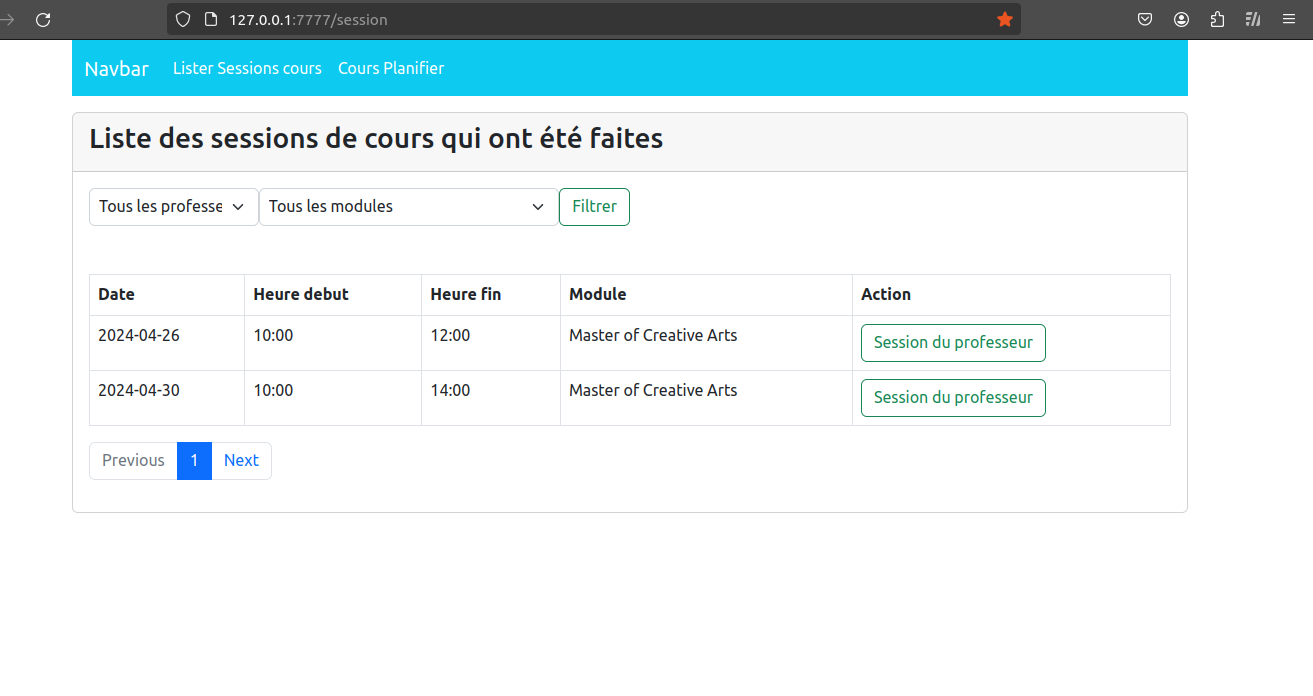 127.0.0.1:7777/session
Navbar Lister Sessions cours Cours Planifier
Liste des sessions de cours qui ont été faites
Tous les professe Tous les modules Filtrer
Date Heure debut Heure fin Module Action
2024-04-26 10:00 12:00 Master of Creative Arts Session du professeur
2024-04-30 10:00 14:00 Master of Creative Arts Session du professeur
Previous 1 Next